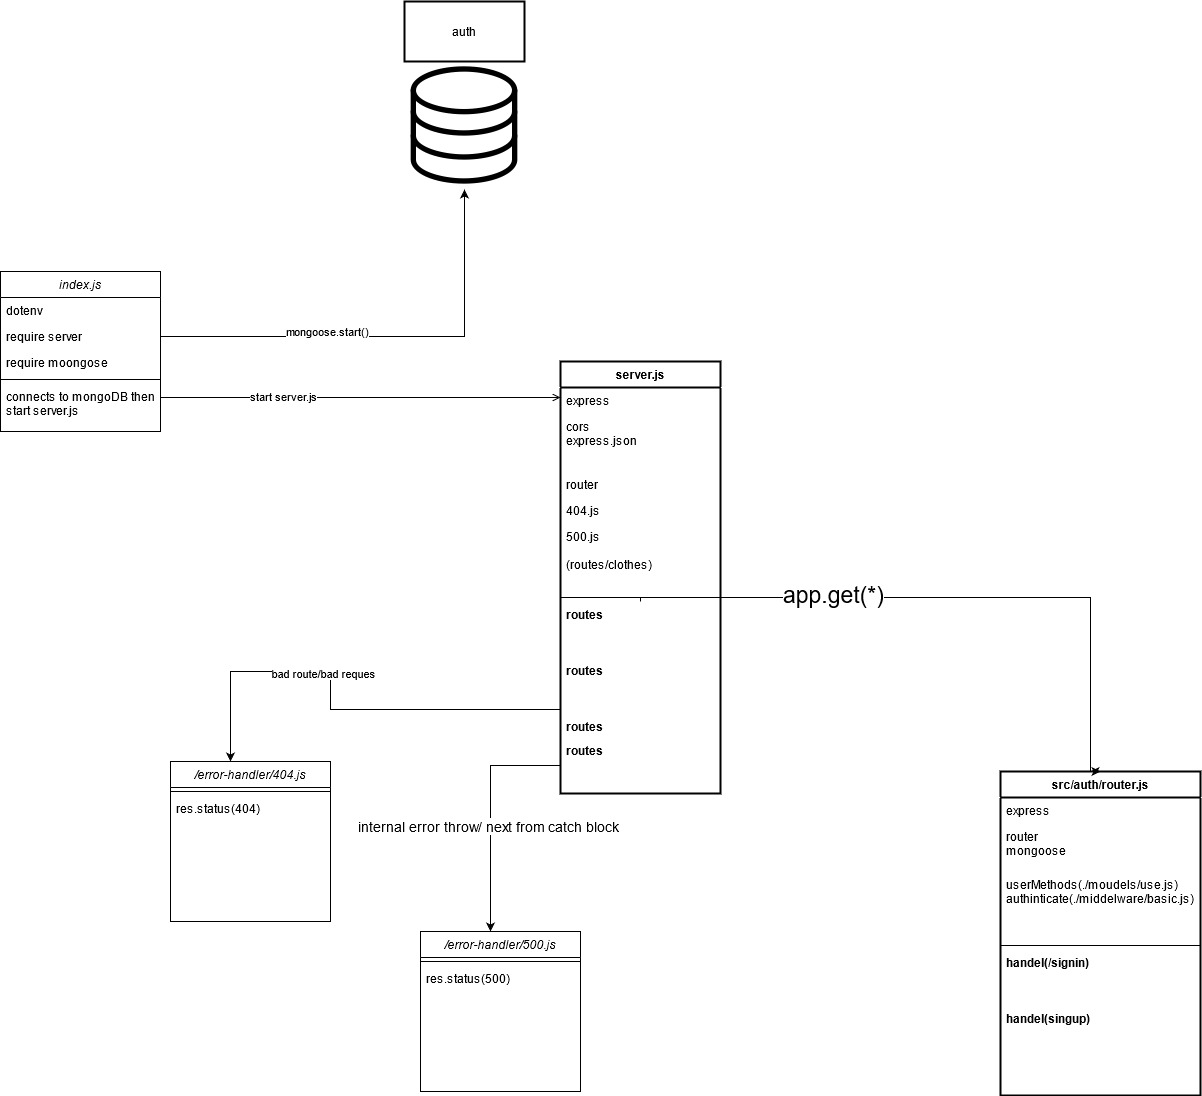 auth
index.js
dotenv
require server
require moongose
connects to mongoDB then
start server.js
mongoose.start()
start server.js
server.js
express
cors
express.json
router
404.js
500.js
(routes/clothes)
routes
routes
routes
routes
app.get(*)
bad route/bad reques
/error-handler/404.js
res.status(404)
internal error throw/ next from catch block
/error-handler/500.js
res.status(500)
src/auth/router.js
express
router
mongoose
userMethods(./moudels/use.js)
authinticate(./middelware/basic.js)
handel(/signin)
handel(singup)